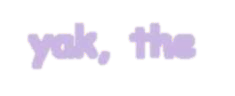 yak, the